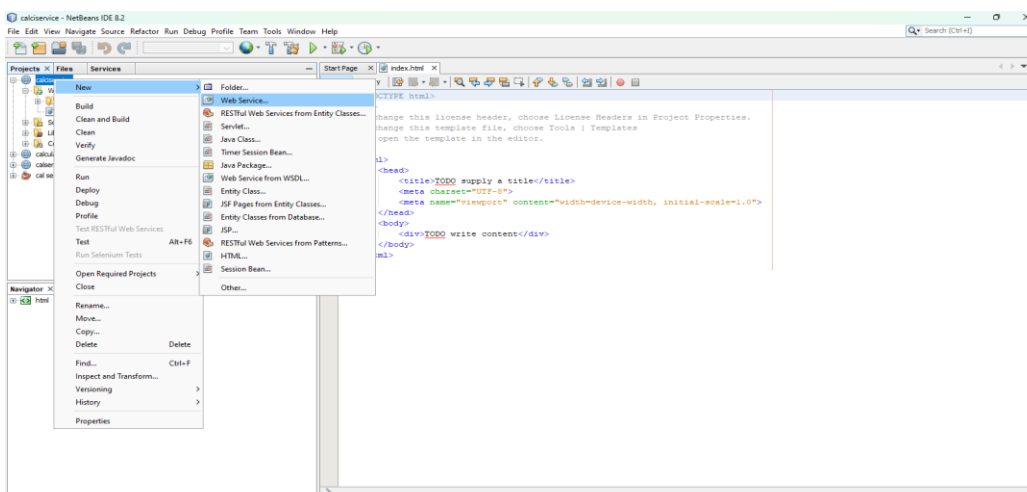 calciservice - NetBeans IDE 8.2
File Edit View Navigate Source Refactor Run Debug Profile Team Tools Window Help
Search (Ctrl+I)
Projects × Files Services
Start Page × index.html ×
New
Build
Clean and Build
Clean
Verify
Generate Javadoc
Run
Deploy
Debug
Profile
Test RESTful Web Services
Test Alt+F6
Run Selenium Tests
Open Required Projects
Close
Rename...
Move...
Copy...
Delete Delete
Find... Ctrl+F
Inspect and Transform...
Versioning
History
Properties
Folder...
Web Service...
RESTful Web Services from Entity Classes...
Servlet...
Java Class...
Timer Session Bean...
Java Package...
Web Service from WSDL...
Entity Class...
JSF Pages from Entity Classes...
Entity Classes from Database...
JSP...
RESTful Web Services from Patterns...
HTML...
Session Bean...
Other...
CTYPE html>
hange this license header, choose License Headers in Project Properties.
hange this template file, choose Tools | Templates
open the template in the editor.
ml>
<head>
<title>TODO supply a title</title>
<meta charset="UTF-8">
<meta name="viewport" content="width=device-width, initial-scale=1.0">
</head>
<body>
<div>TODO write content</div>
</body>
ml>
Navigator ×
html